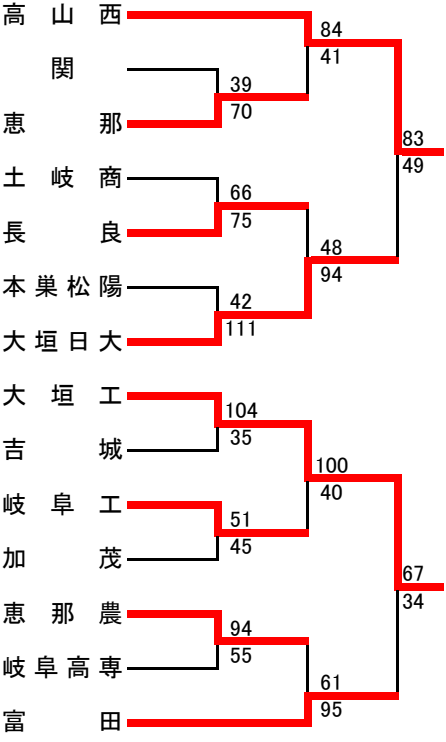 高山西
84
41
関
39
恵那
70
83
49
土岐商
66
長良
75
48
94
本巣松陽
42
大垣日大
111
大垣工
104
吉城
35
100
40
岐阜工
51
加茂
45
67
34
恵那農
94
岐阜高専
55
61
95
富田